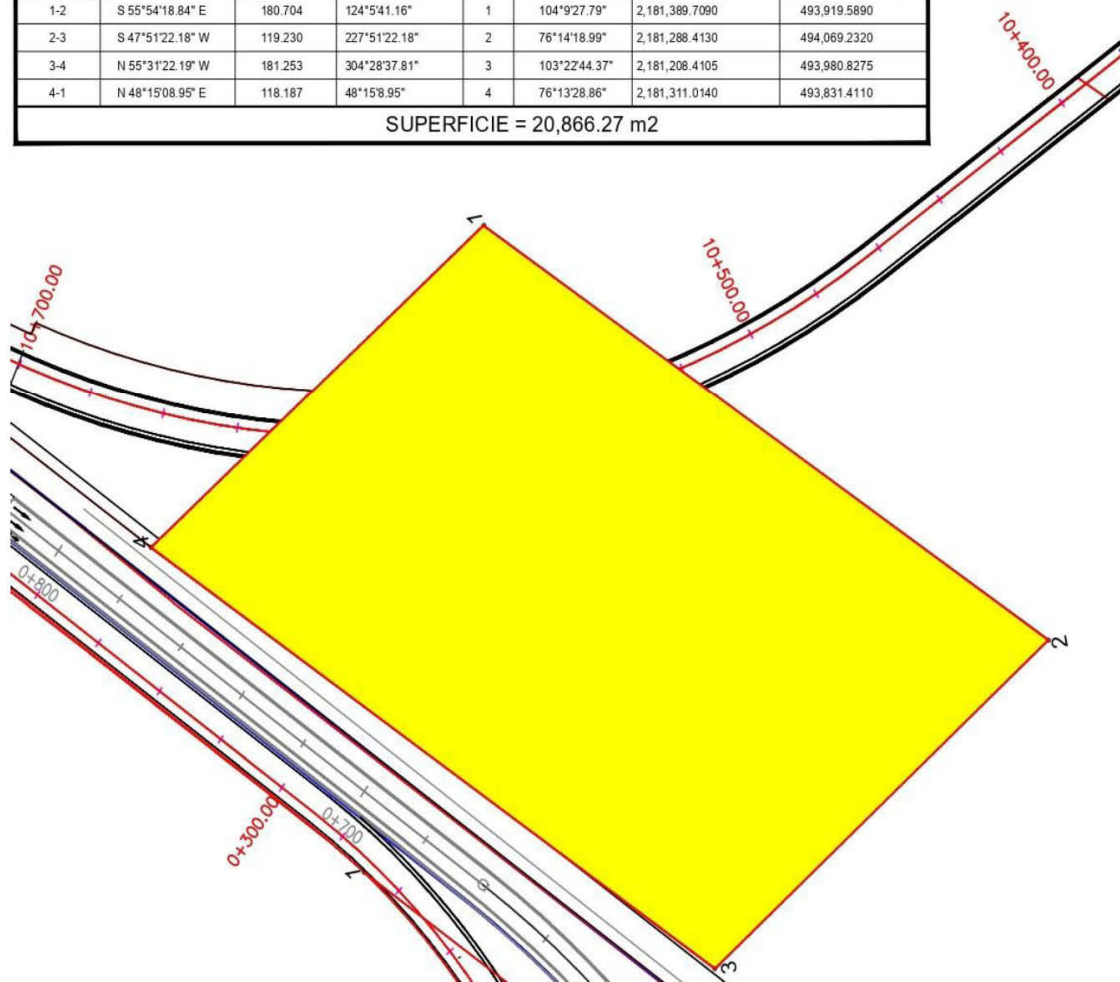 1-2 S 55°54'18.84" E 180.704 124°5'41.16" 1 104°9'27.79" 2,181,389.7090 493,919.5890
2-3 S 47°51'22.18" W 119.230 227°51'22.18" 2 76°14'18.99" 2,181,288.4130 494,069.2320
3-4 N 55°31'22.19" W 181.253 304°28'37.81" 3 103°22'44.37" 2,181,208.4105 493,980.8275
4-1 N 48°15'08.95" E 118.187 48°15'8.95" 4 76°13'28.86" 2,181,311.0140 493,831.4110
SUPERFICIE = 20,866.27 m2
10+400.00
1
10+500.00
10+700.00
4
0+800
2
0+700
0+300.00
1
3